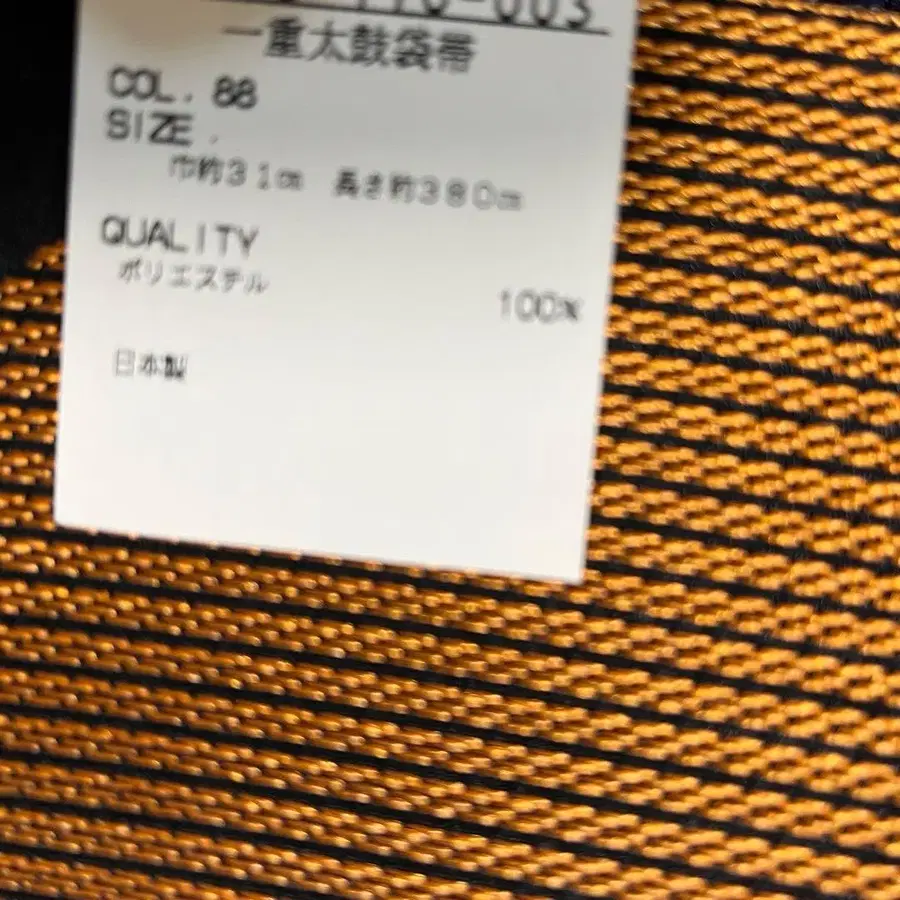 -003
一重太鼓袋帯
COL. 88
SIZE.
巾約31㎝ 長さ約380㎝
QUALITY
ポリエステル
100%
日本製